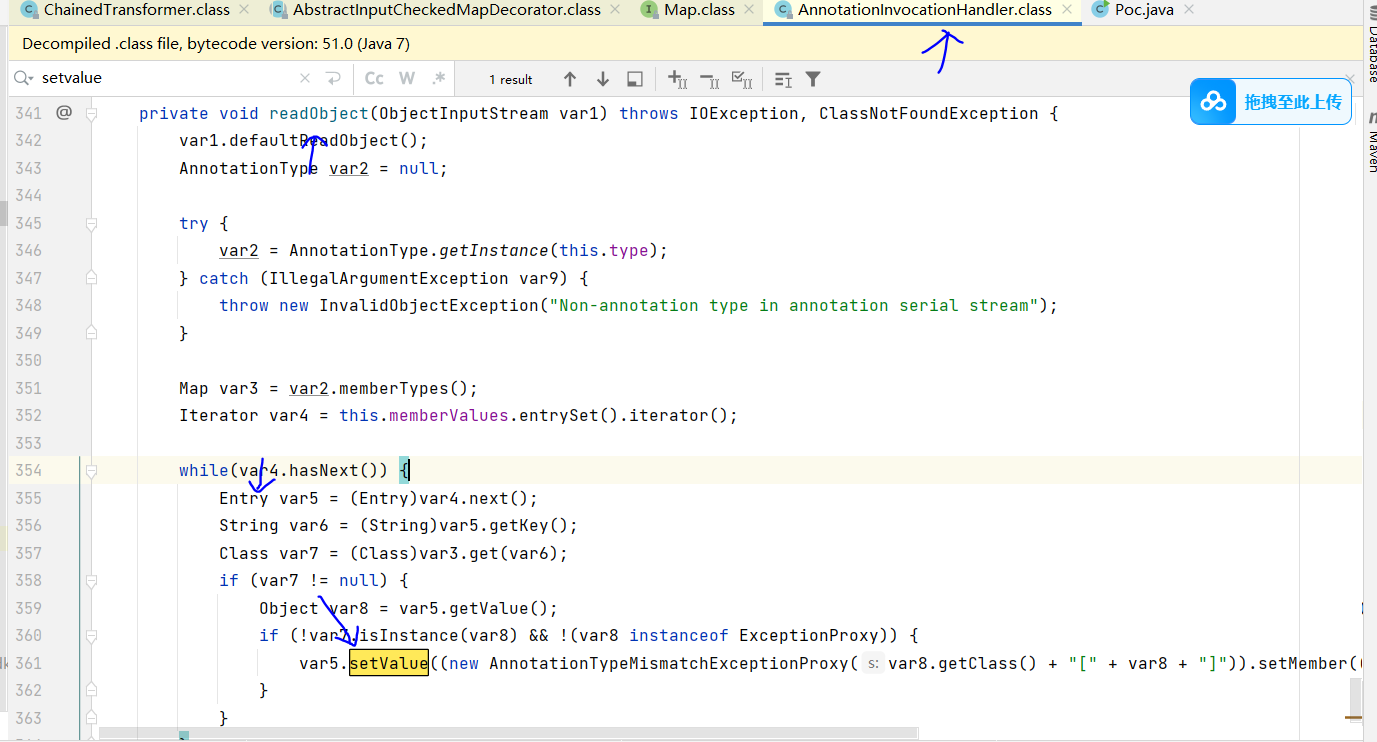 ChainedTransformer.class AbstractInputCheckedMapDecorator.class Map.class AnnotationInvocationHandler.class Poc.java
Decompiled .class file, bytecode version: 51.0 (Java 7)
setvalue Cc W .* 1 result
拖拽至此上传
Database
Maven
341 @ private void readObject(ObjectInputStream var1) throws IOException, ClassNotFoundException {
342 var1.defaultReadObject();
343 AnnotationType var2 = null;
344
345 try {
346 var2 = AnnotationType.getInstance(this.type);
347 } catch (IllegalArgumentException var9) {
348 throw new InvalidObjectException("Non-annotation type in annotation serial stream");
349 }
350
351 Map var3 = var2.memberTypes();
352 Iterator var4 = this.memberValues.entrySet().iterator();
353
354 while(var4.hasNext()) {
355 Entry var5 = (Entry)var4.next();
356 String var6 = (String)var5.getKey();
357 Class var7 = (Class)var3.get(var6);
358 if (var7 != null) {
359 Object var8 = var5.getValue();
360 if (!var7.isInstance(var8) && !(var8 instanceof ExceptionProxy)) {
361 var5.setValue((new AnnotationTypeMismatchExceptionProxy( s: var8.getClass() + "[" + var8 + "]")).setMember((
362 }
363 }